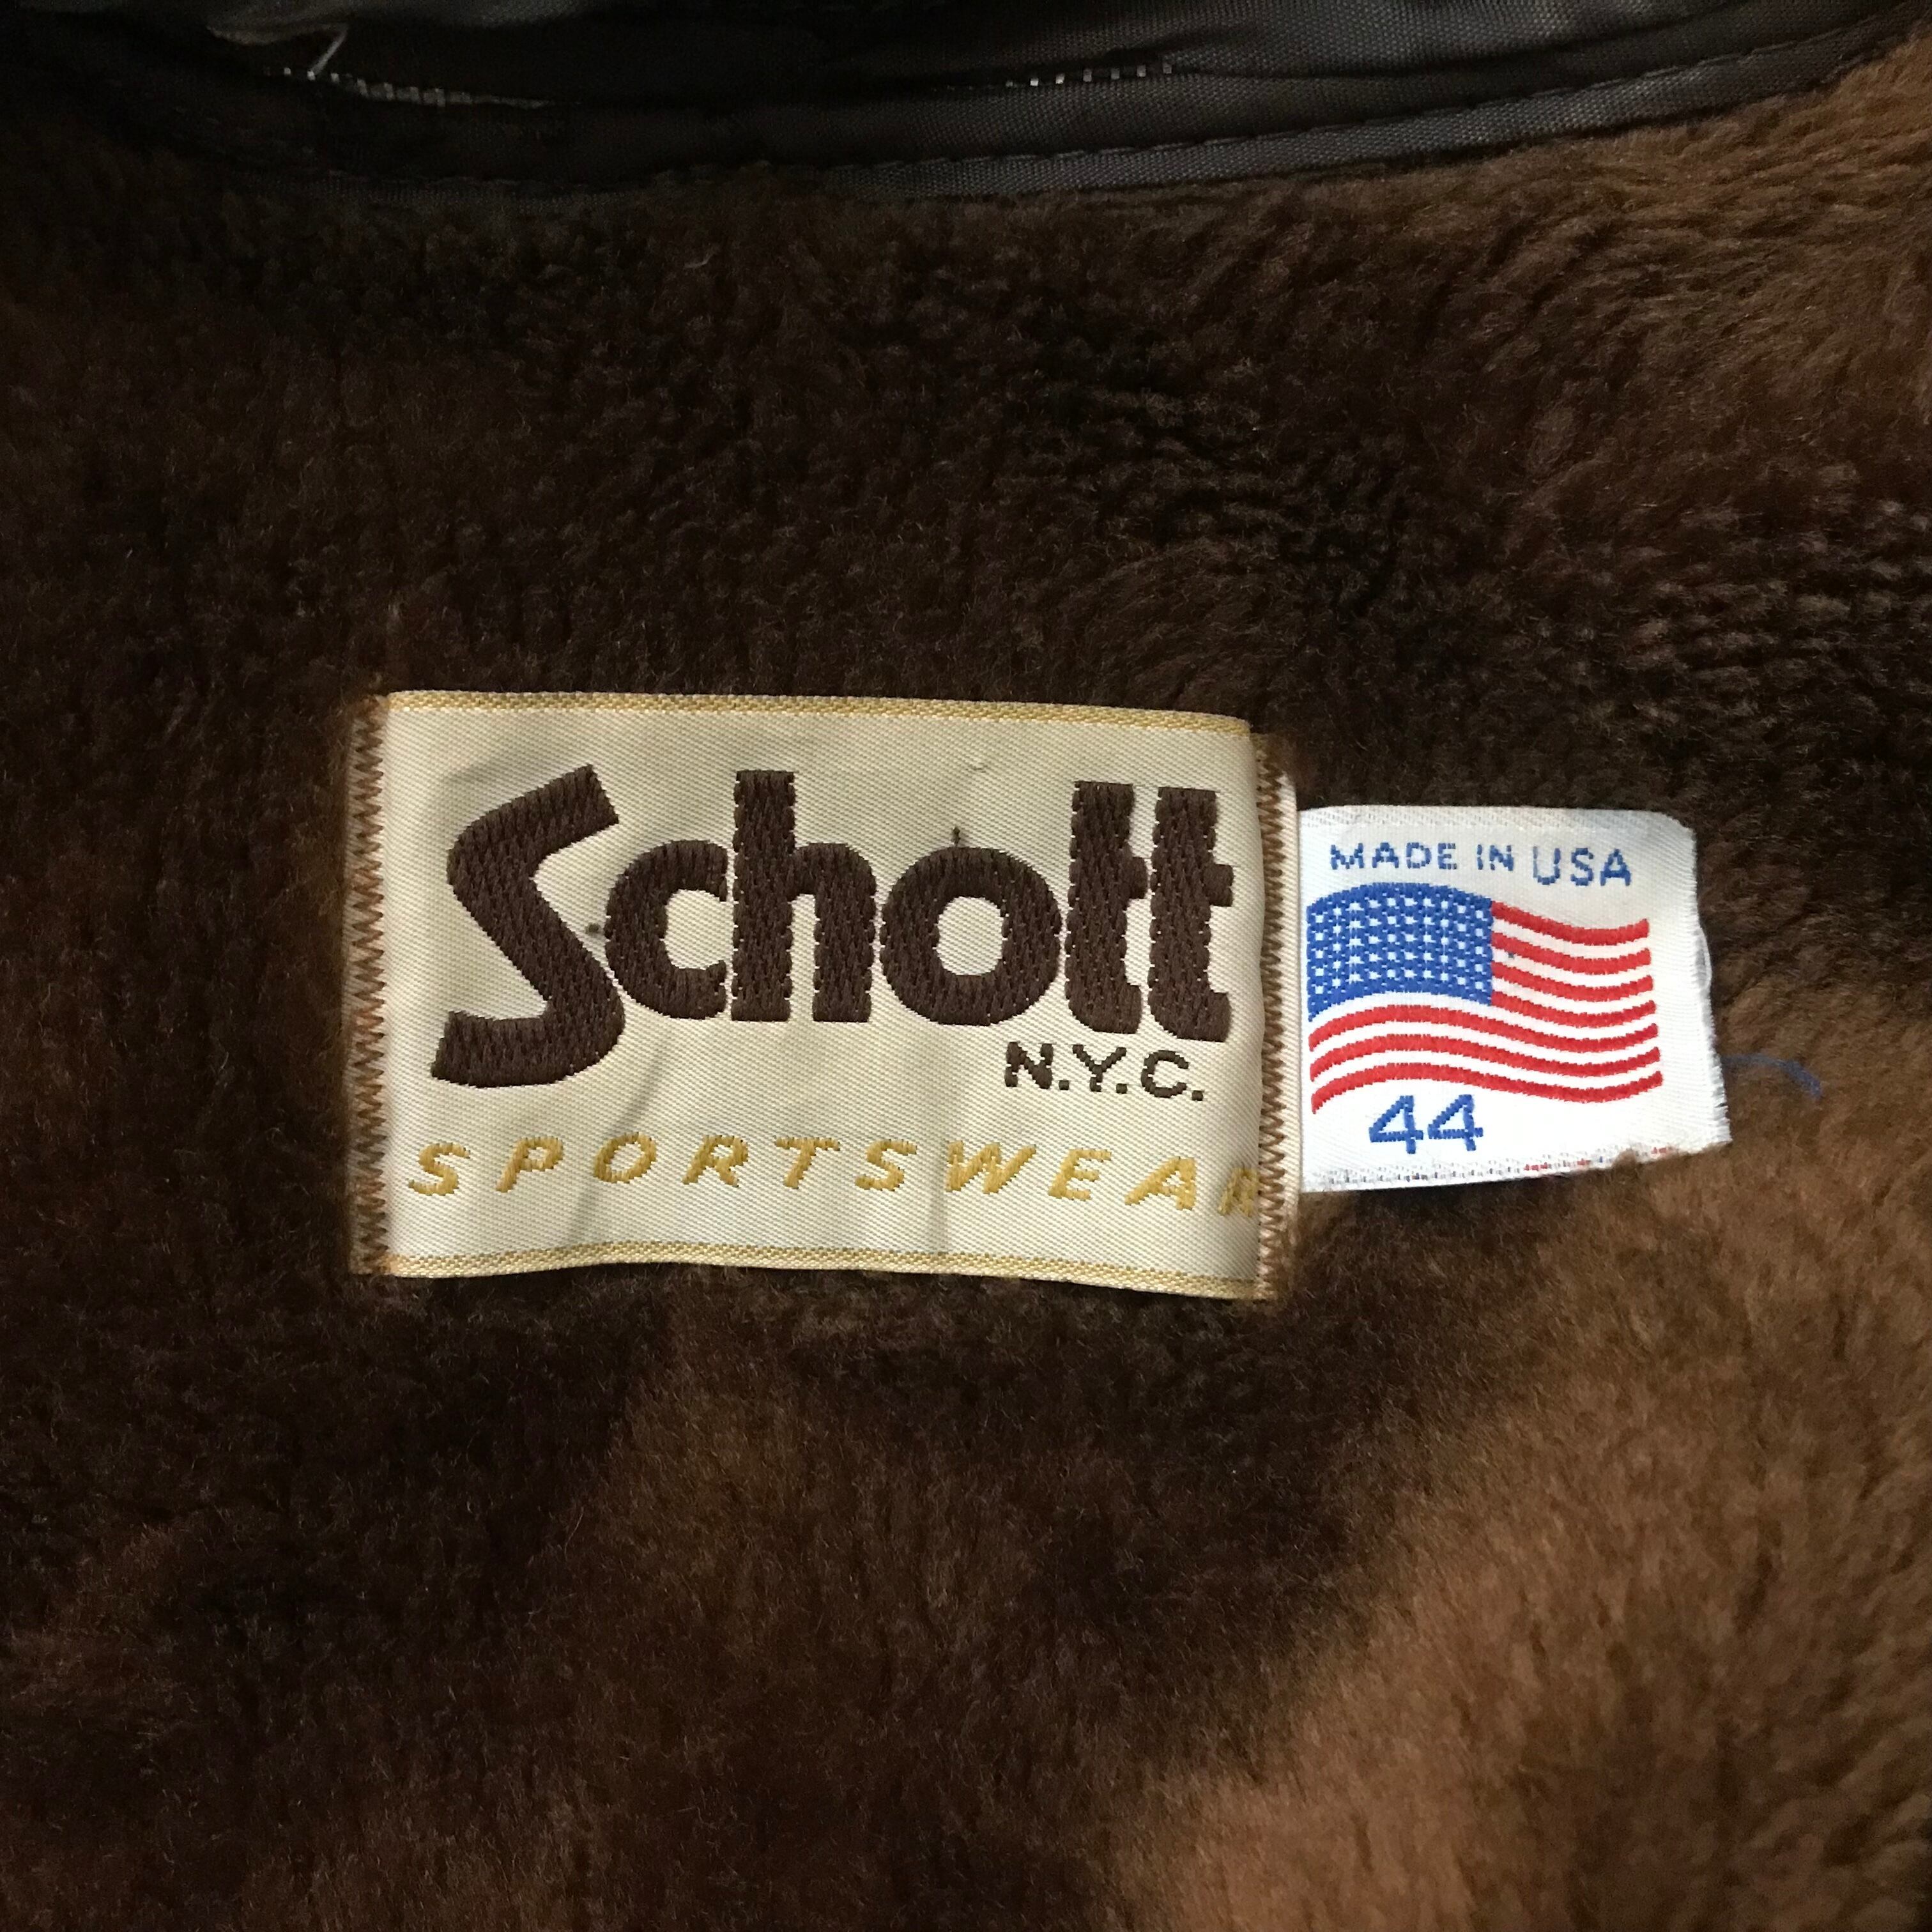 Schott
N.Y.C.
SPORTSWEAR
MADE IN USA
44